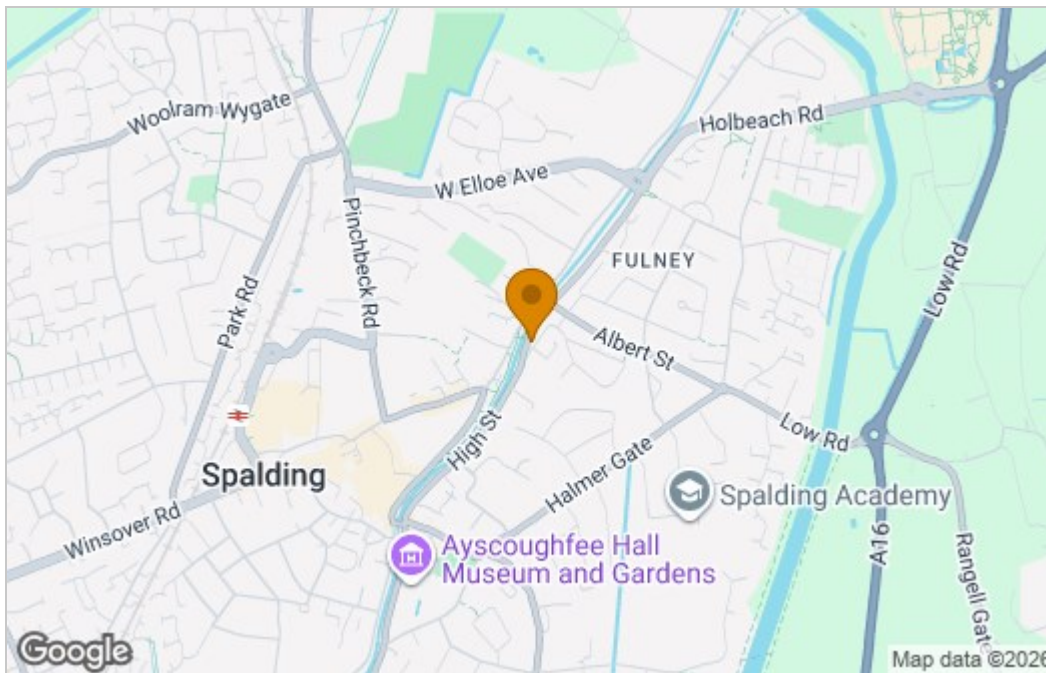 Woolram Wygate
Holbeach Rd
W Elloe Ave
Pinchbeck Rd
Park Rd
FULNEY
Low Rd
Albert St
Low Rd
High St
Halmer Gate
Spalding
Spalding Academy
Winsover Rd
A16
Rangell Gate
Ayscoughfee Hall
Museum and Gardens
Google
Map data ©2026